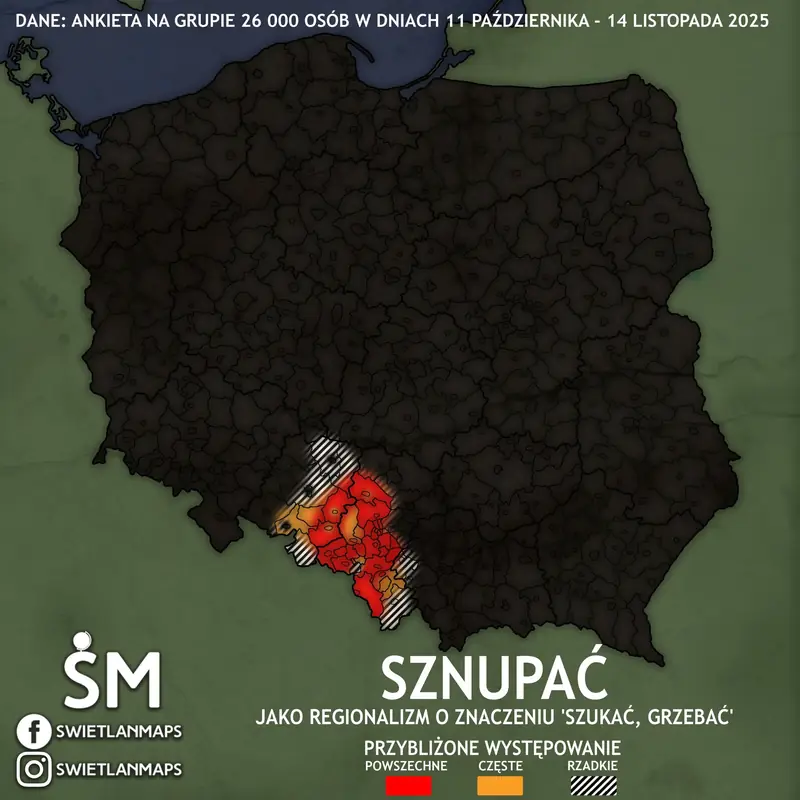 DANE: ANKIETA NA GRUPIE 26 000 OSÓB W DNIACH 11 PAŹDZIERNIKA - 14 LISTOPADA 2025
ŚM
SWIETLANMAPS
SWIETLANMAPS
SZNUPAĆ
JAKO REGIONALIZM O ZNACZENIU 'SZUKAĆ, GRZEBAĆ'
PRZYBLIŻONE WYSTĘPOWANIE
POWSZECHNE CZĘSTE RZADKIE